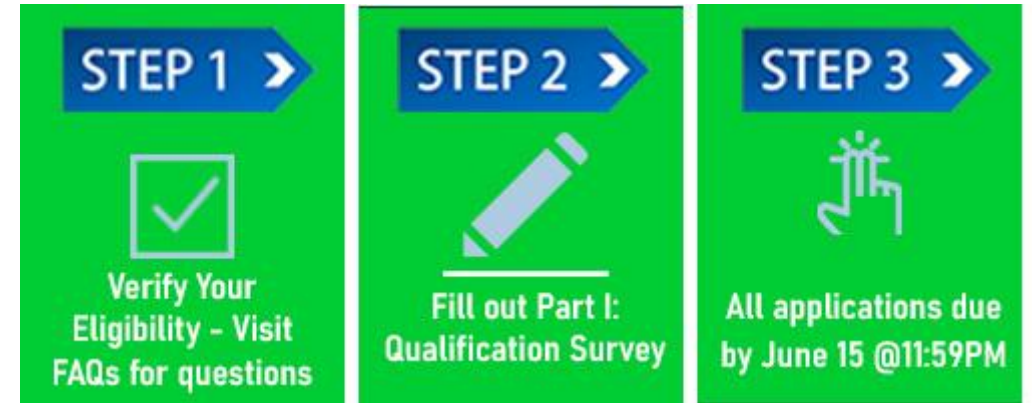 STEP 1
Verify Your
Eligibility - Visit
FAQs for questions
STEP 2
Fill out Part I:
Qualification Survey
STEP 3
All applications due
by June 15 @11:59PM